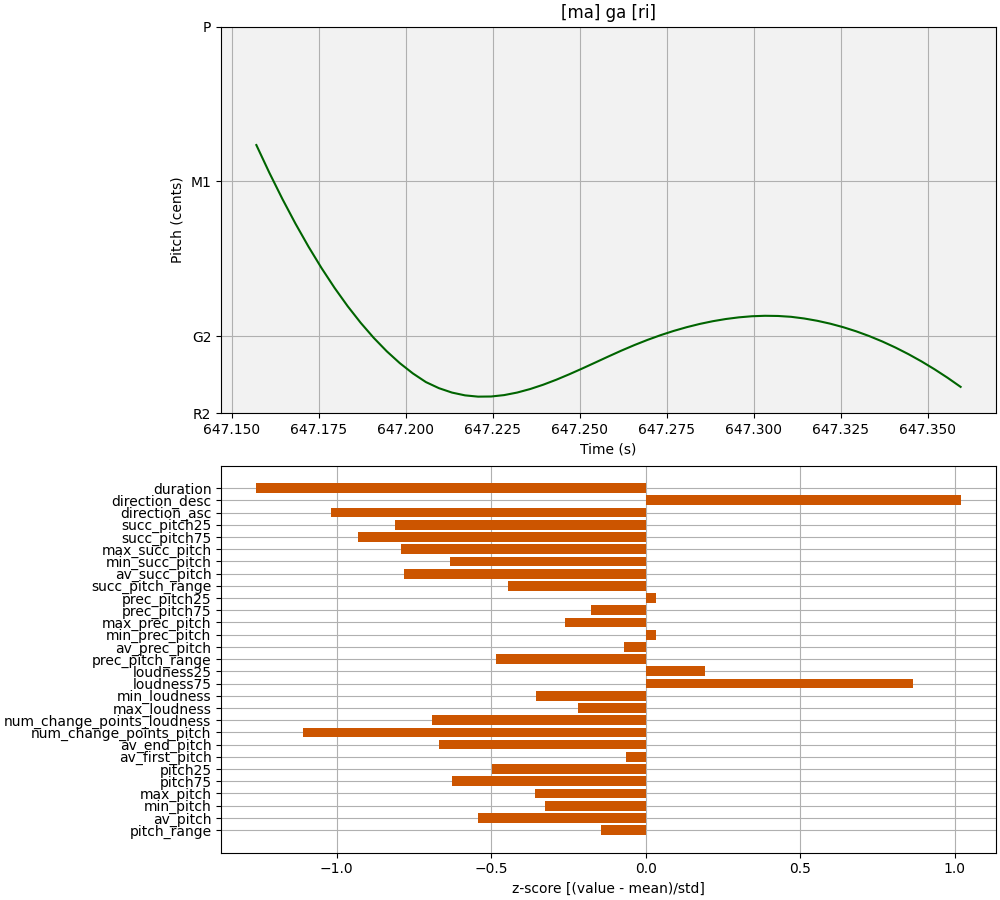 [ma] ga [ri]
P
M1
G2
R2
Pitch (cents)
647.150 647.175 647.200 647.225 647.250 647.275 647.300 647.325 647.350
Time (s)
duration
direction_desc
direction_asc
succ_pitch25
succ_pitch75
max_succ_pitch
min_succ_pitch
av_succ_pitch
succ_pitch_range
prec_pitch25
prec_pitch75
max_prec_pitch
min_prec_pitch
av_prec_pitch
prec_pitch_range
loudness25
loudness75
min_loudness
max_loudness
num_change_points_loudness
num_change_points_pitch
av_end_pitch
av_first_pitch
pitch25
pitch75
max_pitch
min_pitch
av_pitch
pitch_range
−1.0 −0.5 0.0 0.5 1.0
z-score [(value - mean)/std]